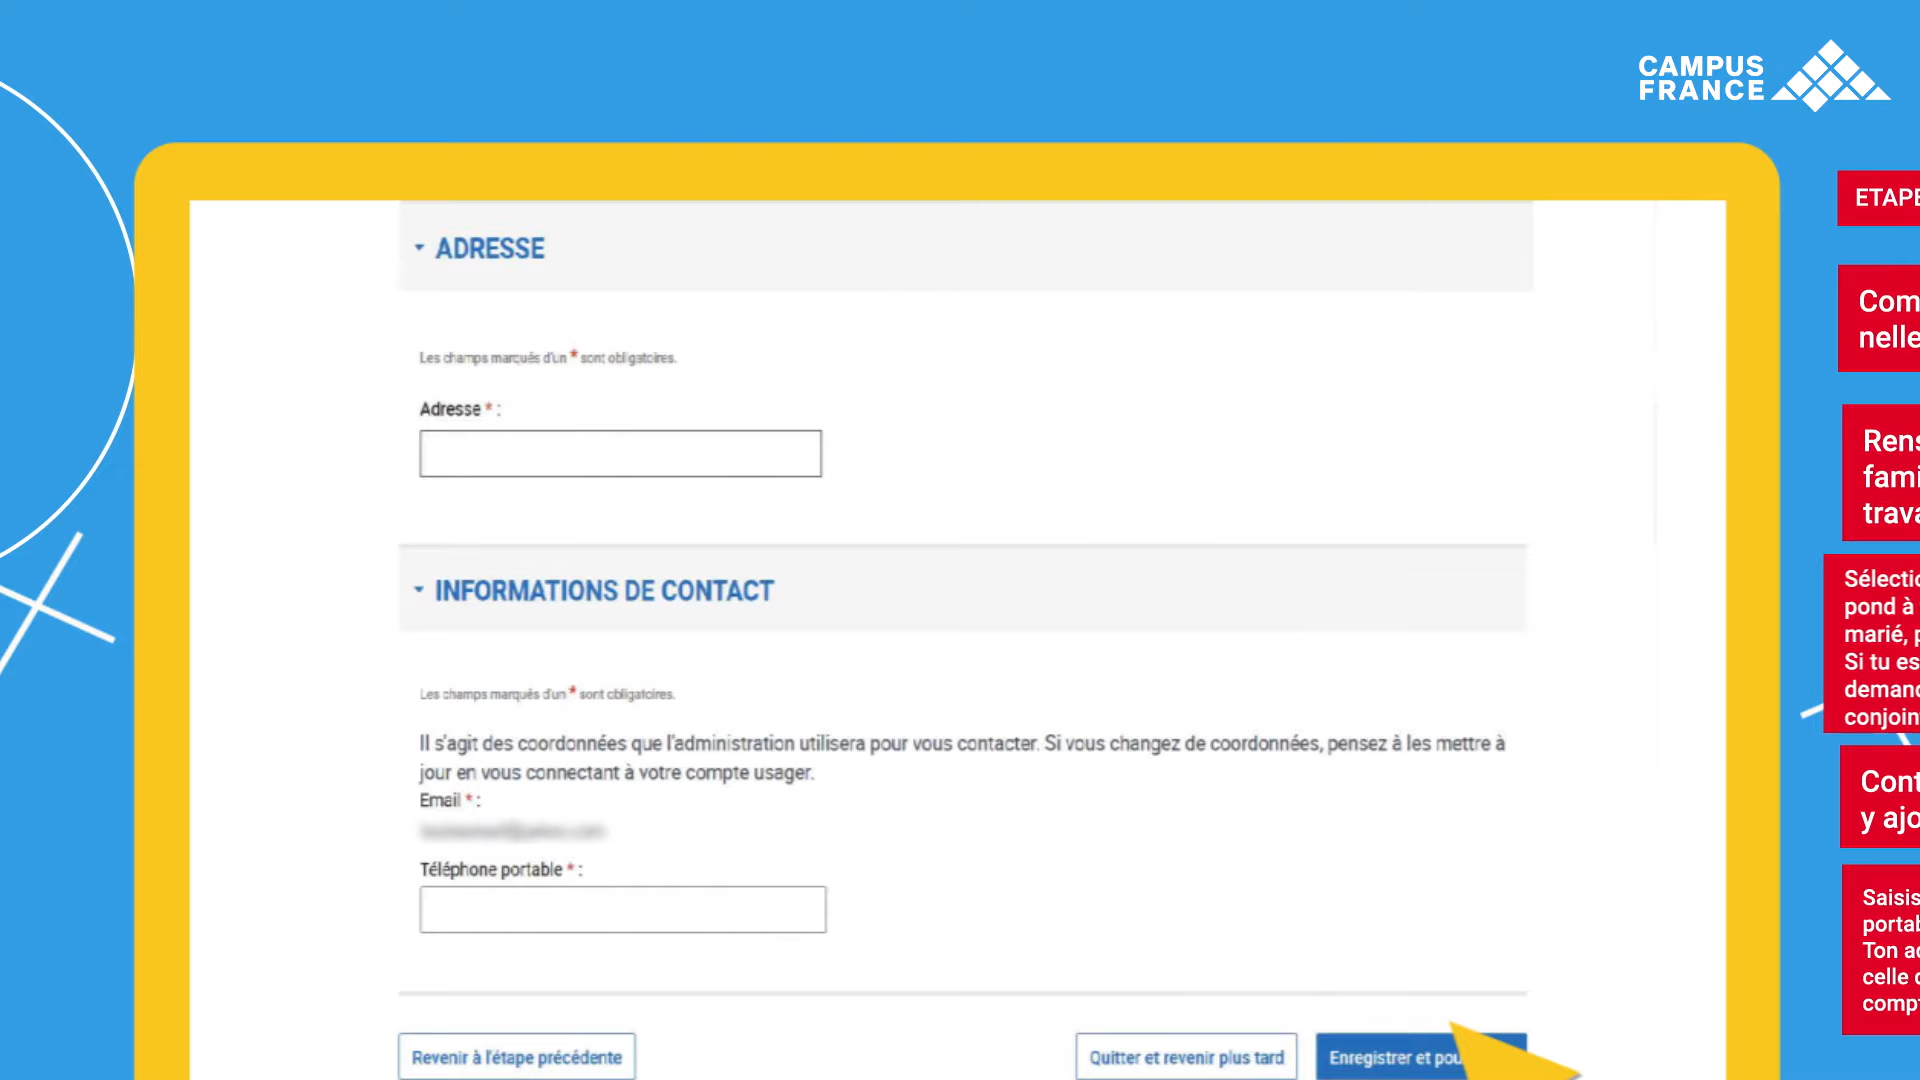 CAMPUS
FRANCE
ADRESSE
Les champs marqués d'un * sont obligatoires.
Adresse * :
INFORMATIONS DE CONTACT
Les champs marqués d'un * sont obligatoires.
Il s'agit des coordonnées que l'administration utilisera pour vous contacter. Si vous changez de coordonnées, pensez à les mettre à
jour en vous connectant à votre compte usager.
Email * :
Téléphone portable * :
Revenir à l'étape précédente
Quitter et revenir plus tard
Enregistrer et pou
ETAPE
Com
nelle
Rens
fami
trava
Sélectio
pond à
marié, p
Si tu es
demand
conjoin
Cont
y ajo
Saisis
portab
Ton ad
celle d
compt